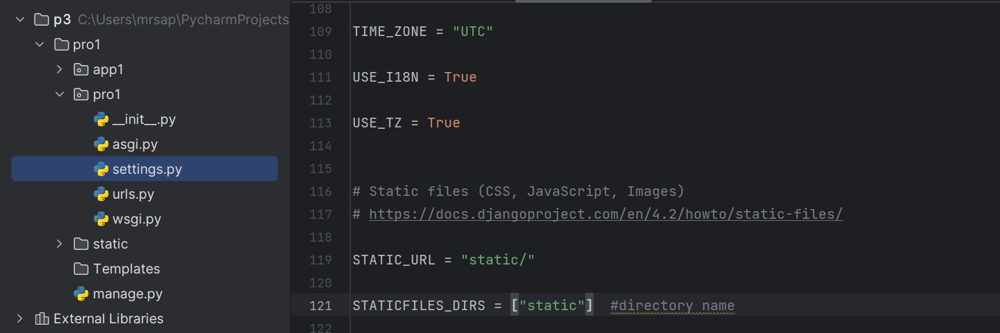 p3 C:\Users\mrsap\PycharmProjects
pro1
app1
pro1
__init__.py
asgi.py
settings.py
urls.py
wsgi.py
static
Templates
manage.py
External Libraries
108
109 TIME_ZONE = "UTC"
110
111 USE_I18N = True
112
113 USE_TZ = True
114
115
116 # Static files (CSS, JavaScript, Images)
117 # https://docs.djangoproject.com/en/4.2/howto/static-files/
118
119 STATIC_URL = "static/"
120
121 STATICFILES_DIRS = ["static"] #directory name
122